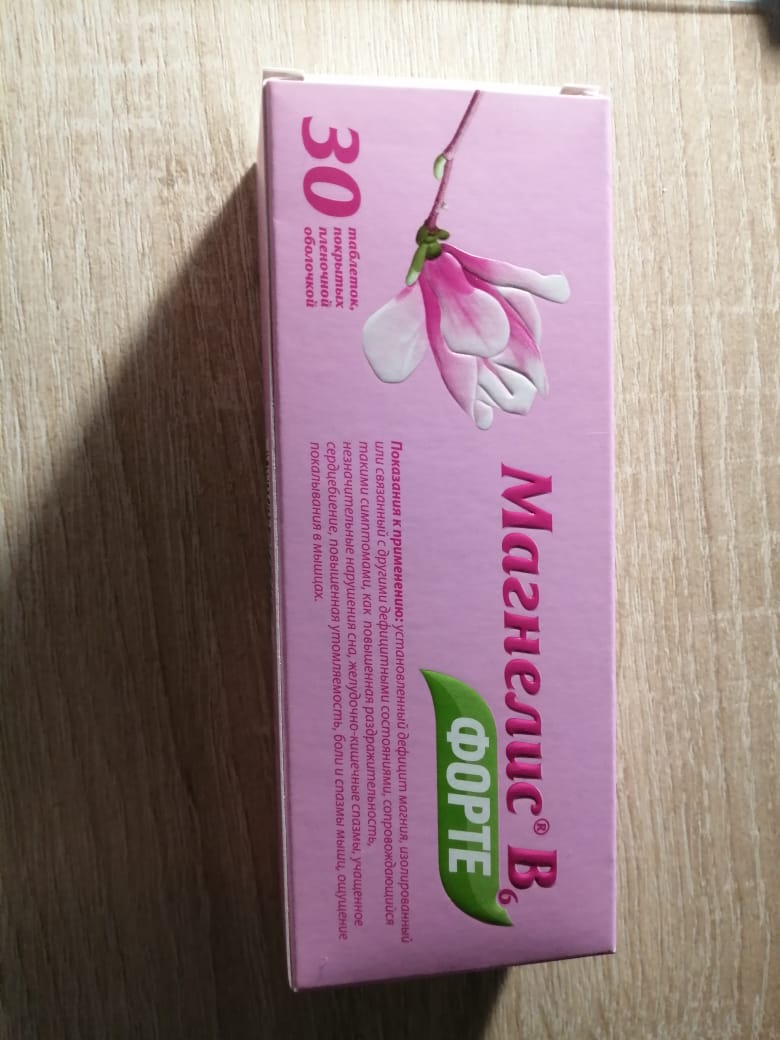 Магнелис® B₆
ФОРТЕ
30
таблеток,
покрытых
пленочной
оболочкой
Показания к применению: установленный дефицит магния, изолированный
или связанный с другими дефицитными состояниями, сопровождающийся
такими симптомами, как повышенная раздражительность,
незначительные нарушения сна, желудочно-кишечные спазмы, учащенное
сердцебиение, повышенная утомляемость, боли и спазмы мышц, ощущение
покалывания в мышцах.